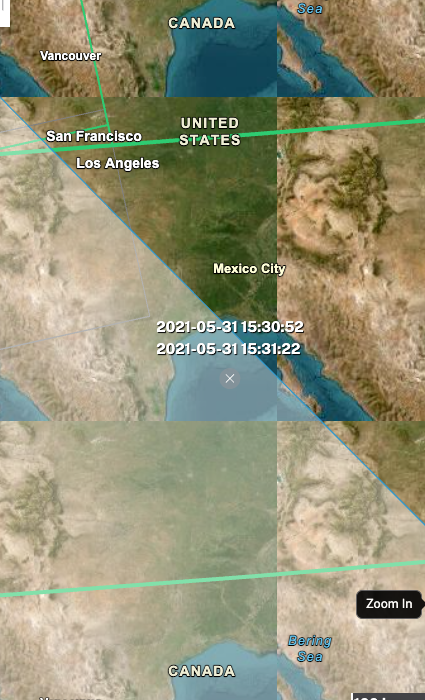 Sea
CANADA
Vancouver
UNITED
STATES
San Francisco
Los Angeles
Mexico City
2021-05-31 15:30:52
2021-05-31 15:31:22
Zoom In
Bering
Sea
CANADA